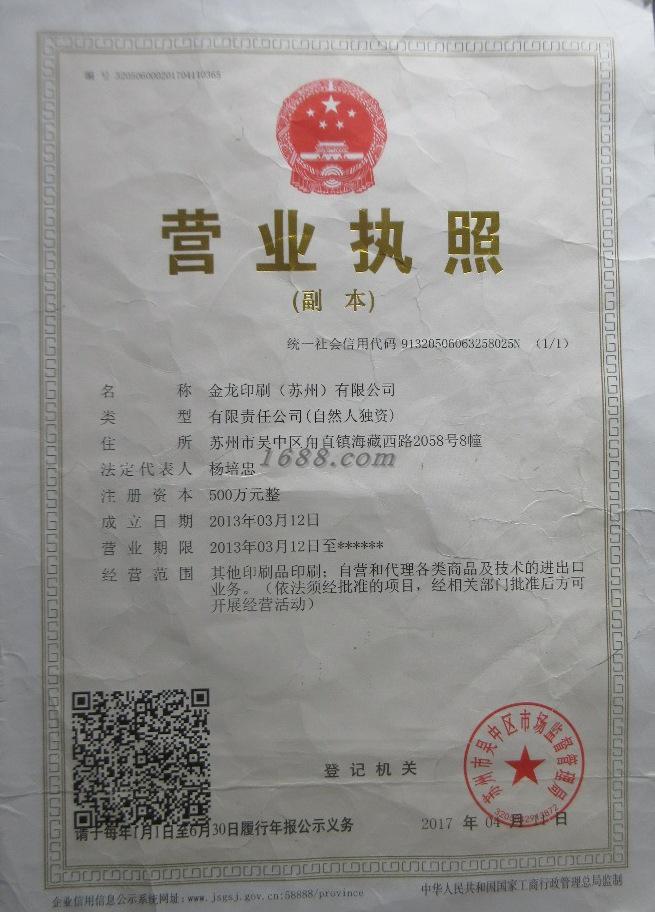 编 号 320506000201704110365
营业执照
(副 本)
统一社会信用代码 91320506063258025N (1/1)
名 称 金龙印刷（苏州）有限公司
类 型 有限责任公司(自然人独资)
住 所 苏州市吴中区甪直镇海藏西路2058号8幢
1688.com
法定代表人 杨培忠
注册资本 500万元整
成立日期 2013年03月12日
营业期限 2013年03月12日至******
经营范围 其他印刷品印刷；自营和代理各类商品及技术的进出口
业务。（依法须经批准的项目，经相关部门批准后方可
开展经营活动）
登记机关
苏州市吴中区市场监督管理局
请于每年1月1日至6月30日履行年报公示义务
2017 年 04 月 11 日
企业信用信息公示系统网址：www.jsgsj.gov.cn:58888/province
中华人民共和国国家工商行政管理总局监制